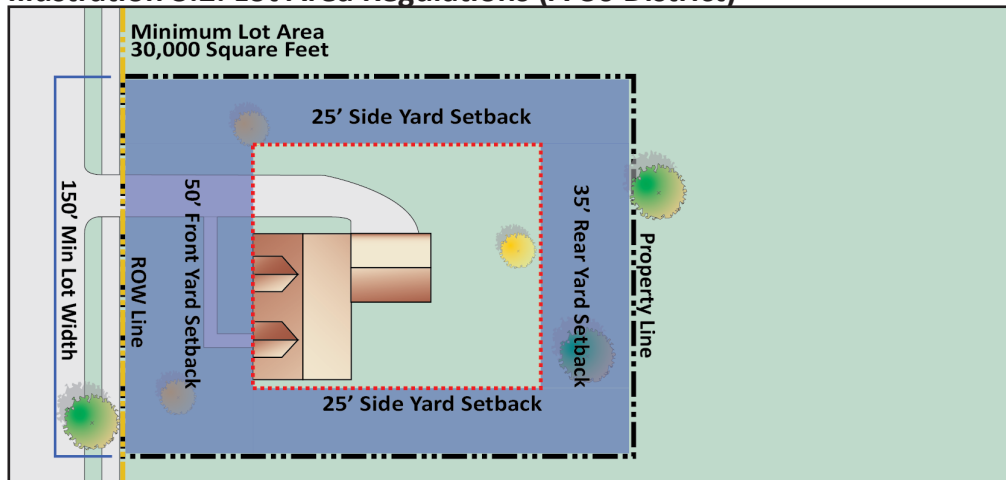 Minimum Lot Area
30,000 Square Feet
25’ Side Yard Setback
150’ Min Lot Width
ROW Line
50’ Front Yard Setback
35’ Rear Yard Setback
Property Line
25’ Side Yard Setback